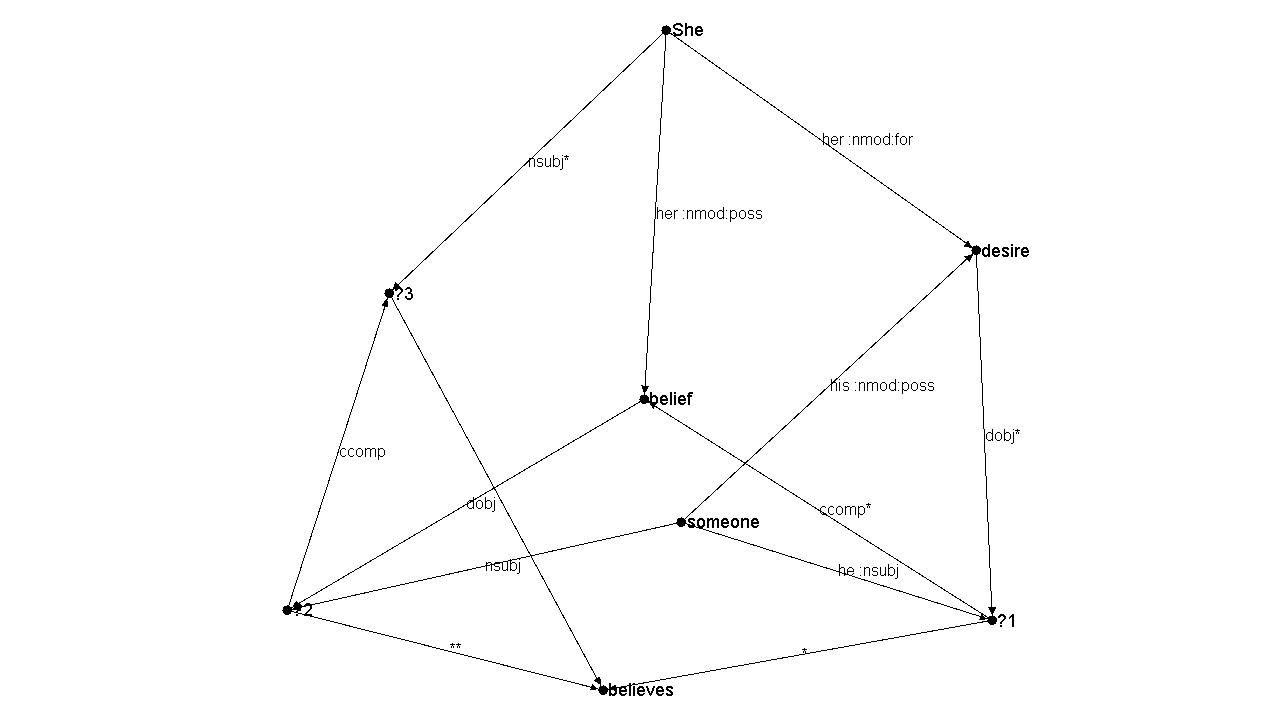 She
her :nmod:for
nsubj*
her :nmod:poss
desire
?3
his :nmod:poss
belief
dobj*
ccomp
dobj
ccomp*
someone
nsubj
he :nsubj
?2
?1
**
*
believes